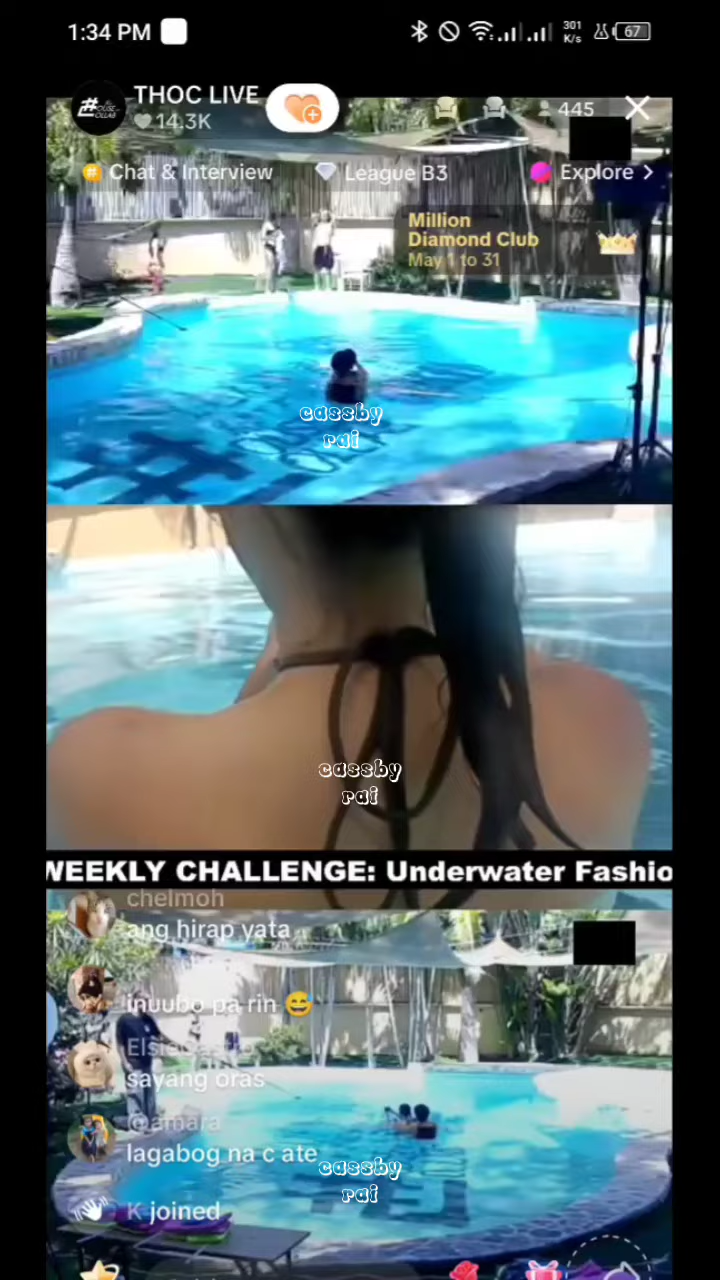 1:34 PM
301
K/s
67
THOC LIVE
14.3K
445
Chat & Interview
League B3
Explore >
Million
Diamond Club
May 1 to 31
cassby
rai
cassby
rai
WEEKLY CHALLENGE: Underwater Fashio
chelmoh
ang hirap yata
inuubo pa rin 😅
sayang oras
@amara
lagabog na c ate
cassby
rai
K joined